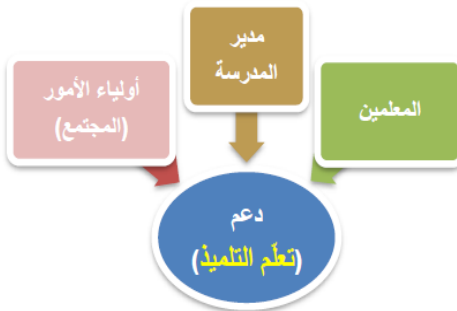 مدير
المدرسة
المعلمين
أولياء الأمور
(المجتمع)
دعم
(تعلّم التلميذ)